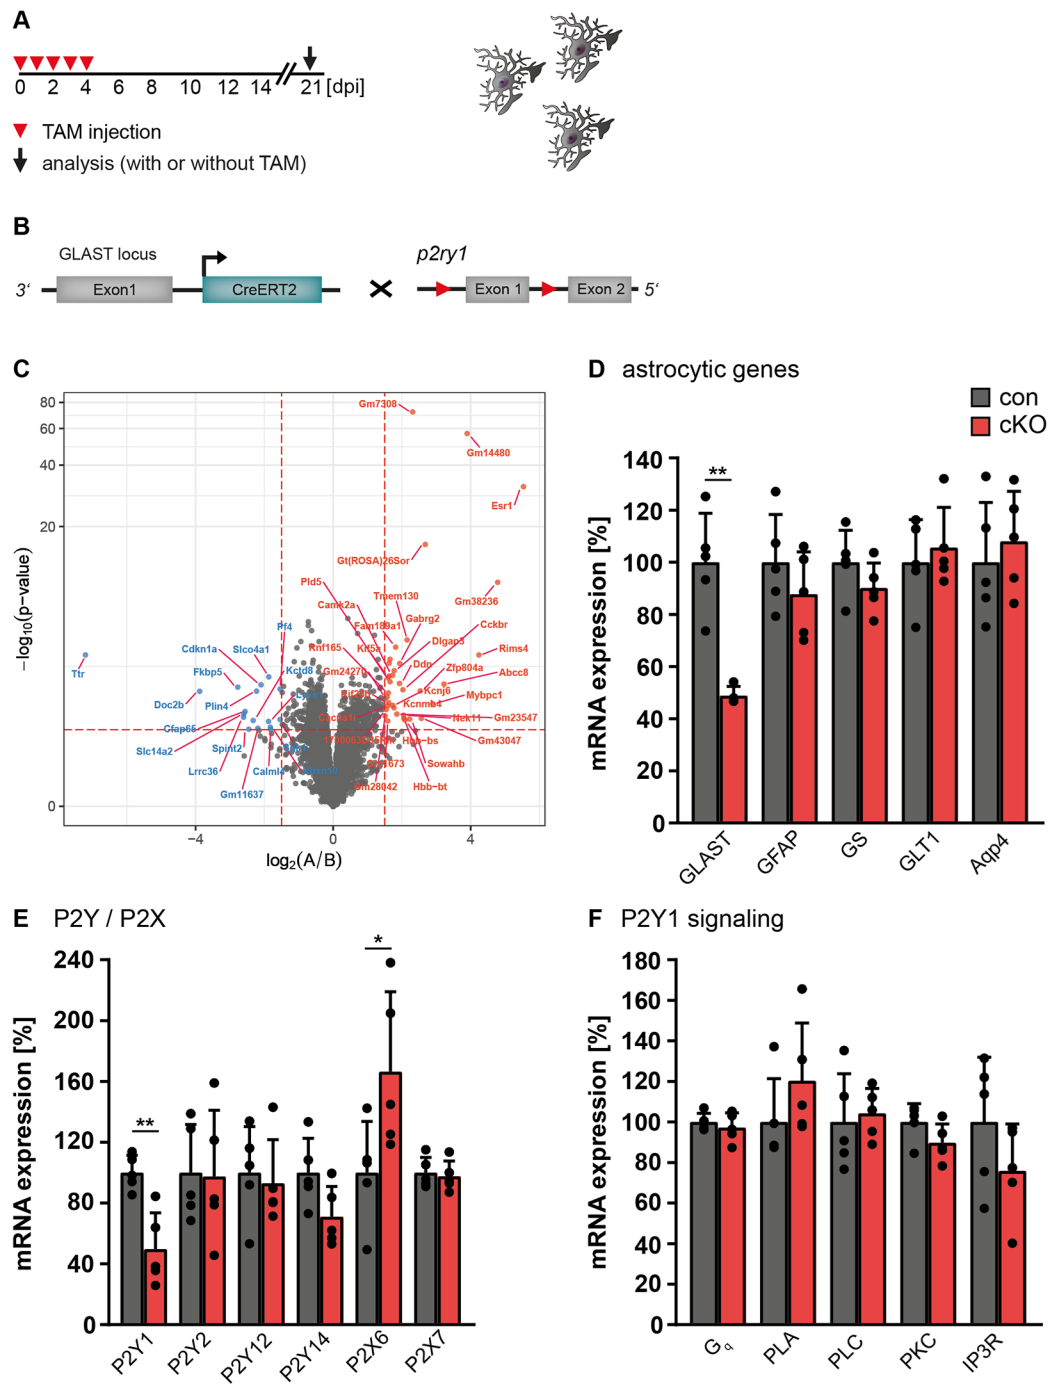 A
0 2 4 6 8 12 14 21 [dpi]
TAM injection
analysis (with or without TAM)
B
GLAST locus
p2ry1
3‘ Exon1 CreERT2 Exon 1 Exon 2 5‘
C
−log10(p−value)
80
60
40
20
0
−4 0 4
log2(A/B)
Gm7308
Gm14480
Esr1
Gt(ROSA)26Sor
Pld5
Gm38236
Tmem130
Camk2a
Gabrg2
Pf4
Fam189a1
Cckbr
Cdkn1a
Slco4a1
Rnf165
Kif5a
Dlgap3
Rims4
Fkbp5
Kctd8
Gm24270
Ddn
Zfp804a
Abcc8
Ttr
Doc2b
Plin4
Kcnj6
Mybpc1
Kcnmb4
Cfap65
Nek11
Gm23547
Slc14a2
Spint2
Hbb−bs
Gm43047
Lrrc36
Calml4
Sowahb
Gm11637
Gm28042
Hbb−bt
D astrocytic genes
con
cKO
mRNA expression [%]
140
120
100
80
60
40
20
0
**
GLAST GFAP GS GLT1 Aqp4
E P2Y / P2X
mRNA expression [%]
240
200
160
120
80
40
0
**
*
P2Y1 P2Y2 P2Y12 P2Y14 P2X6 P2X7
F P2Y1 signaling
mRNA expression [%]
180
160
140
120
100
80
60
40
20
0
Gq PLA PLC PKC IP3R